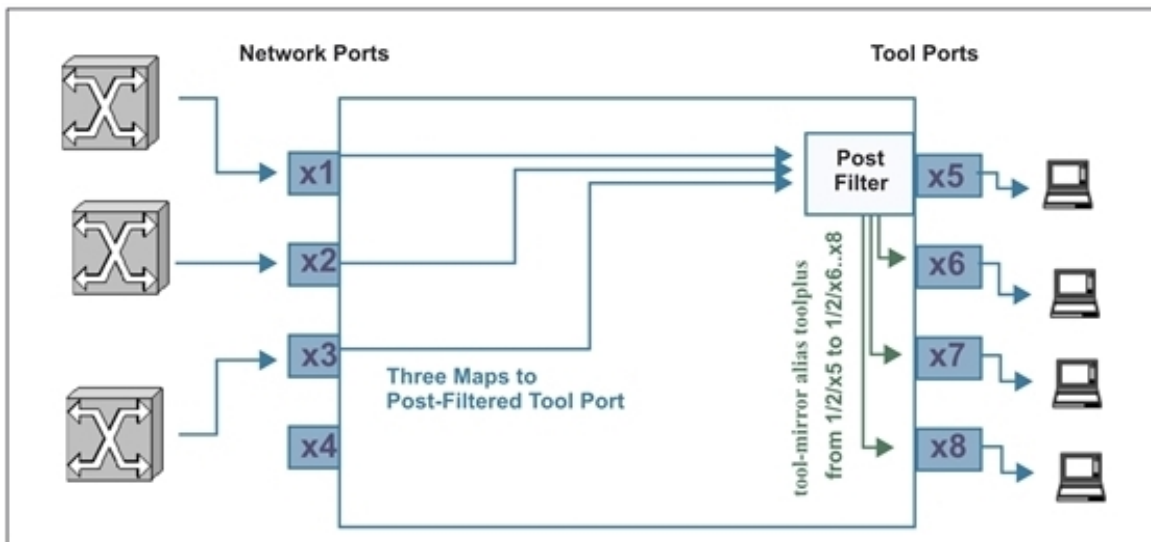 Network Ports
Tool Ports
x1
x2
x3
x4
Post
Filter
x5
x6
x7
x8
Three Maps to
Post-Filtered Tool Port
tool-mirror alias toolplus
from 1/2/x5 to 1/2/x6..x8